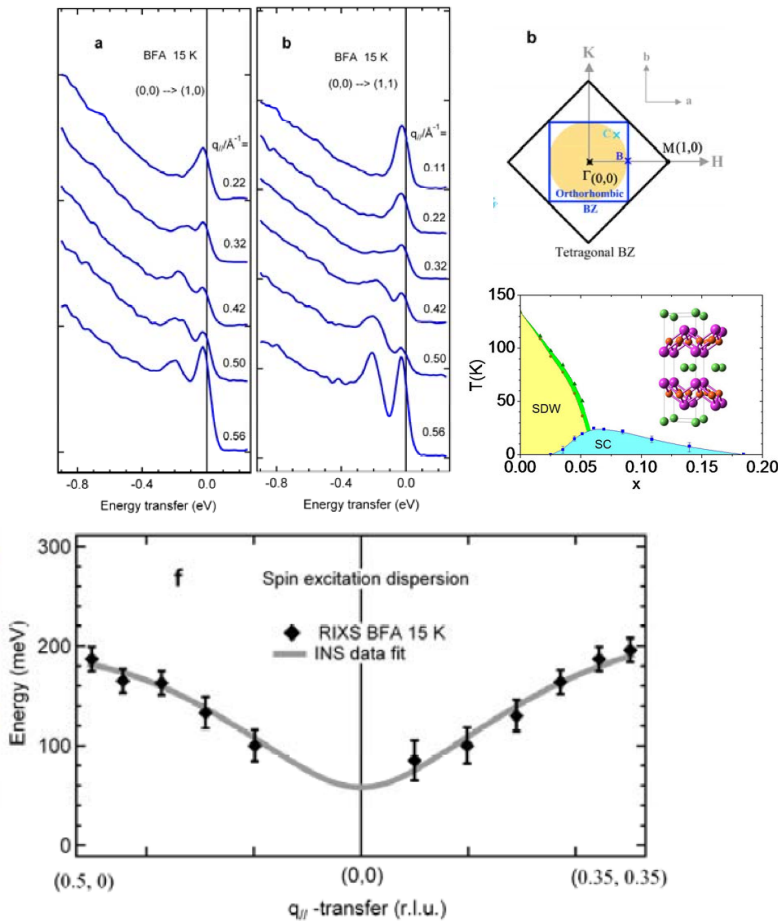 a
BFA 15 K
(0,0) --> (1,0)
q///Å-1=
0.22
0.32
0.42
0.50
0.56
-0.8
-0.4
0.0
Energy transfer (eV)
b
BFA 15 K
(0,0) --> (1,1)
q///Å-1=
0.11
0.22
0.32
0.42
0.50
0.56
-0.8
-0.4
0.0
Energy transfer (eV)
b
K
b
a
C
B
M(1,0)
H
Γ(0,0)
Orthorhombic
BZ
Tetragonal BZ
150
100
50
0
T(K)
SDW
SC
0.00
0.05
0.10
0.15
0.20
x
f
Spin excitation dispersion
RIXS BFA 15 K
INS data fit
300
200
100
0
Energy (meV)
(0.5, 0)
(0,0)
(0.35, 0.35)
q// -transfer (r.l.u.)